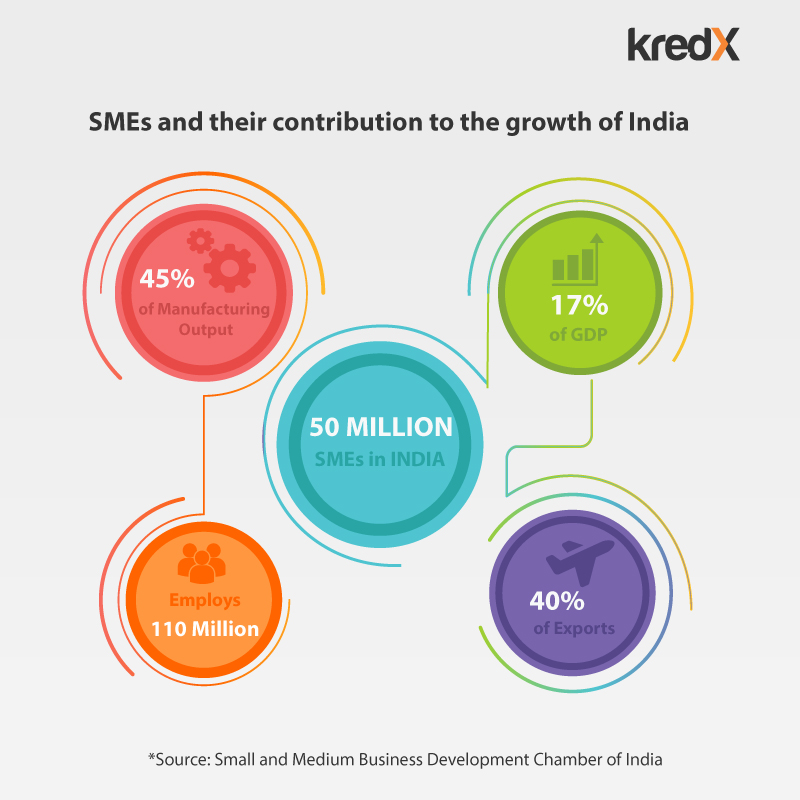 kredX
SMEs and their contribution to the growth of India
45%
of Manufacturing
Output
17%
of GDP
50 MILLION
SMEs in INDIA
Employs
110 Million
40%
of Exports
*Source: Small and Medium Business Development Chamber of India